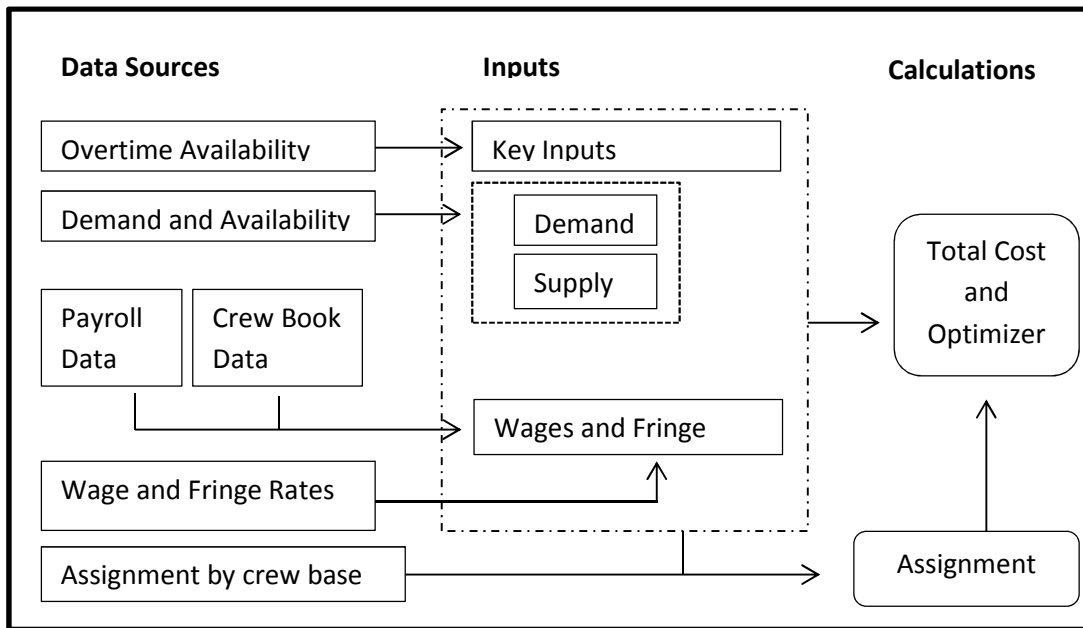 Data Sources
Inputs
Calculations
Overtime Availability
Key Inputs
Demand and Availability
Demand
Supply
Total Cost
and
Optimizer
Payroll
Data
Crew Book
Data
Wages and Fringe
Wage and Fringe Rates
Assignment by crew base
Assignment